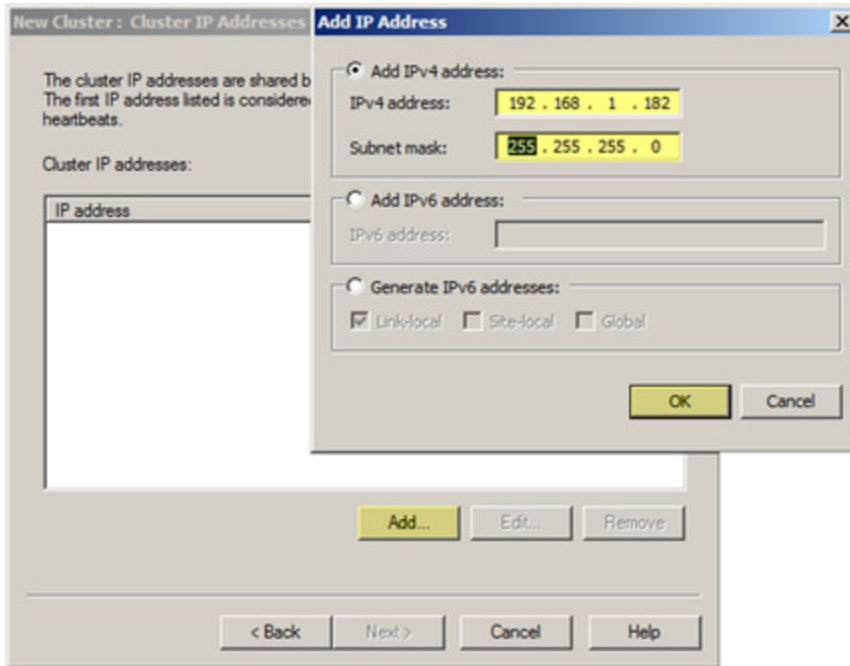 New Cluster : Cluster IP Addresses
The cluster IP addresses are shared b
The first IP address listed is considere
heartbeats.
Cluster IP addresses:
IP address
Add...
Edit...
Remove
< Back
Next >
Cancel
Help
Add IP Address
Add IPv4 address:
IPv4 address:
192 . 168 . 1 . 182
Subnet mask:
255 . 255 . 255 . 0
Add IPv6 address:
IPv6 address:
Generate IPv6 addresses:
Link-local
Site-local
Global
OK
Cancel